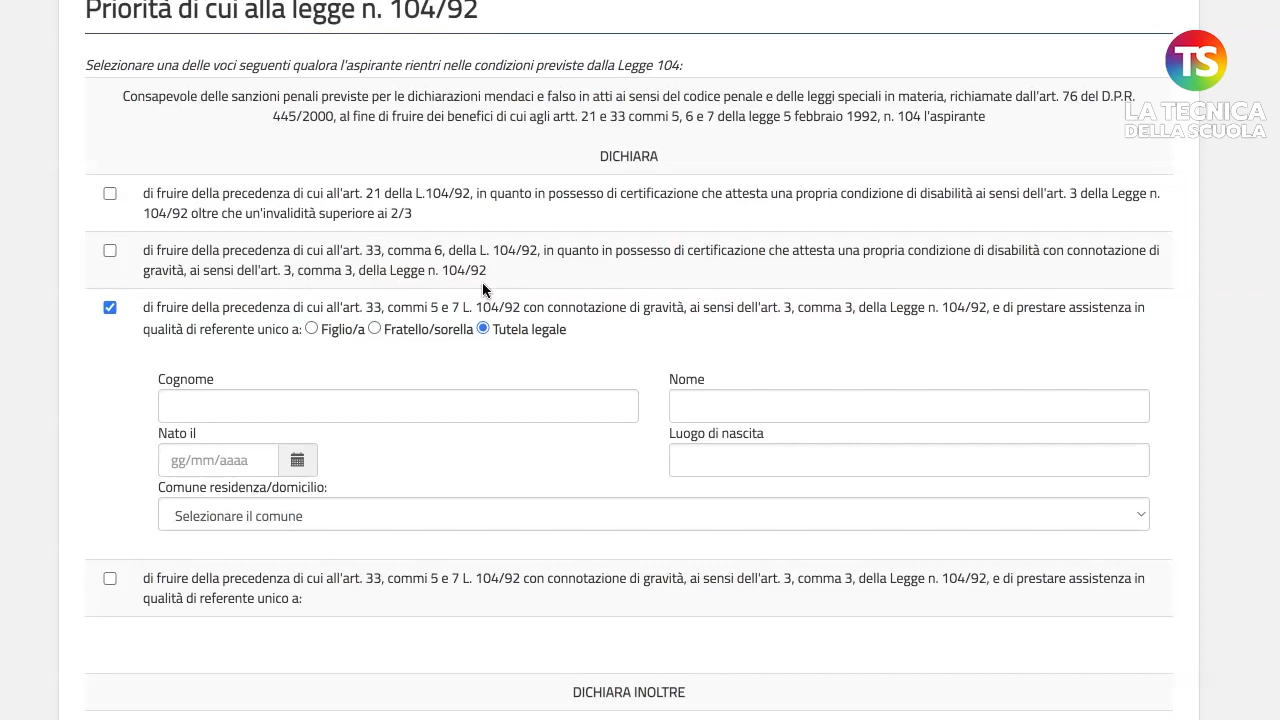 Priorità di cui alla legge n. 104/92
Selezionare una delle voci seguenti qualora l'aspirante rientri nelle condizioni previste dalla Legge 104:
Consapevole delle sanzioni penali previste per le dichiarazioni mendaci e falso in atti ai sensi del codice penale e delle leggi speciali in materia, richiamate dall'art. 76 del D.P.R.
445/2000, al fine di fruire dei benefici di cui agli artt. 21 e 33 commi 5, 6 e 7 della legge 5 febbraio 1992, n. 104 l'aspirante
TS
LA TECNICA
DELLA SCUOLA
DICHIARA
di fruire della precedenza di cui all'art. 21 della L.104/92, in quanto in possesso di certificazione che attesta una propria condizione di disabilità ai sensi dell'art. 3 della Legge n.
104/92 oltre che un'invalidità superiore ai 2/3
di fruire della precedenza di cui all'art. 33, comma 6, della L. 104/92, in quanto in possesso di certificazione che attesta una propria condizione di disabilità con connotazione di
gravità, ai sensi dell'art. 3, comma 3, della Legge n. 104/92
di fruire della precedenza di cui all'art. 33, commi 5 e 7 L. 104/92 con connotazione di gravità, ai sensi dell'art. 3, comma 3, della Legge n. 104/92, e di prestare assistenza in
qualità di referente unico a: Figlio/a Fratello/sorella Tutela legale
Cognome Nome
Nato il Luogo di nascita
gg/mm/aaaa
Comune residenza/domicilio:
Selezionare il comune
di fruire della precedenza di cui all'art. 33, commi 5 e 7 L. 104/92 con connotazione di gravità, ai sensi dell'art. 3, comma 3, della Legge n. 104/92, e di prestare assistenza in
qualità di referente unico a:
DICHIARA INOLTRE